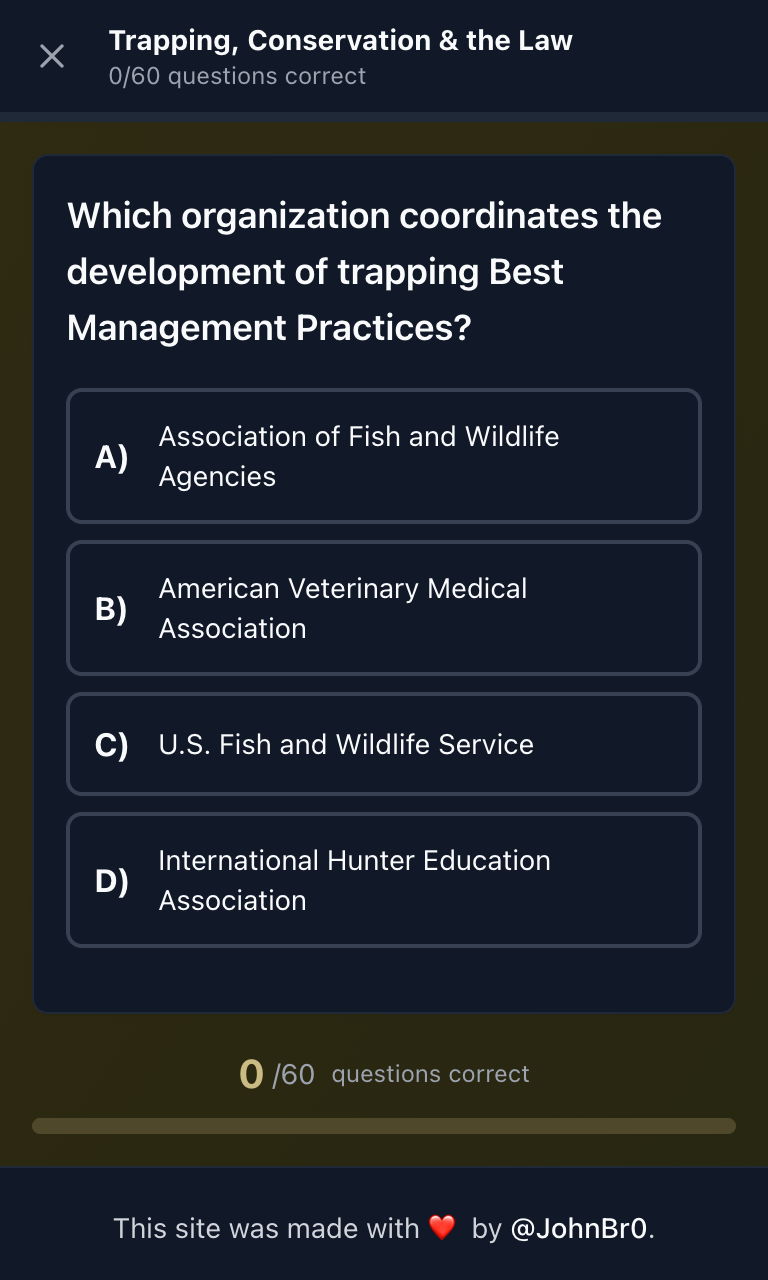 Trapping, Conservation & the Law
0/60 questions correct
Which organization coordinates the
development of trapping Best
Management Practices?
A) Association of Fish and Wildlife
Agencies
B) American Veterinary Medical
Association
C) U.S. Fish and Wildlife Service
D) International Hunter Education
Association
0 /60 questions correct
This site was made with ❤️ by @JohnBr0.